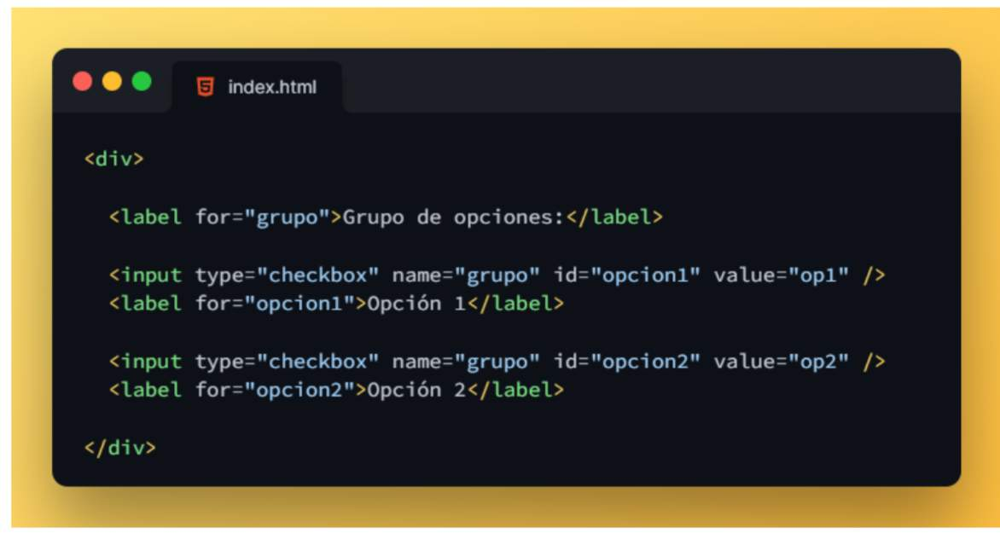 index.html
<div>
<label for="grupo">Grupo de opciones:</label>
<input type="checkbox" name="grupo" id="opcion1" value="op1" />
<label for="opcion1">Opción 1</label>
<input type="checkbox" name="grupo" id="opcion2" value="op2" />
<label for="opcion2">Opción 2</label>
</div>